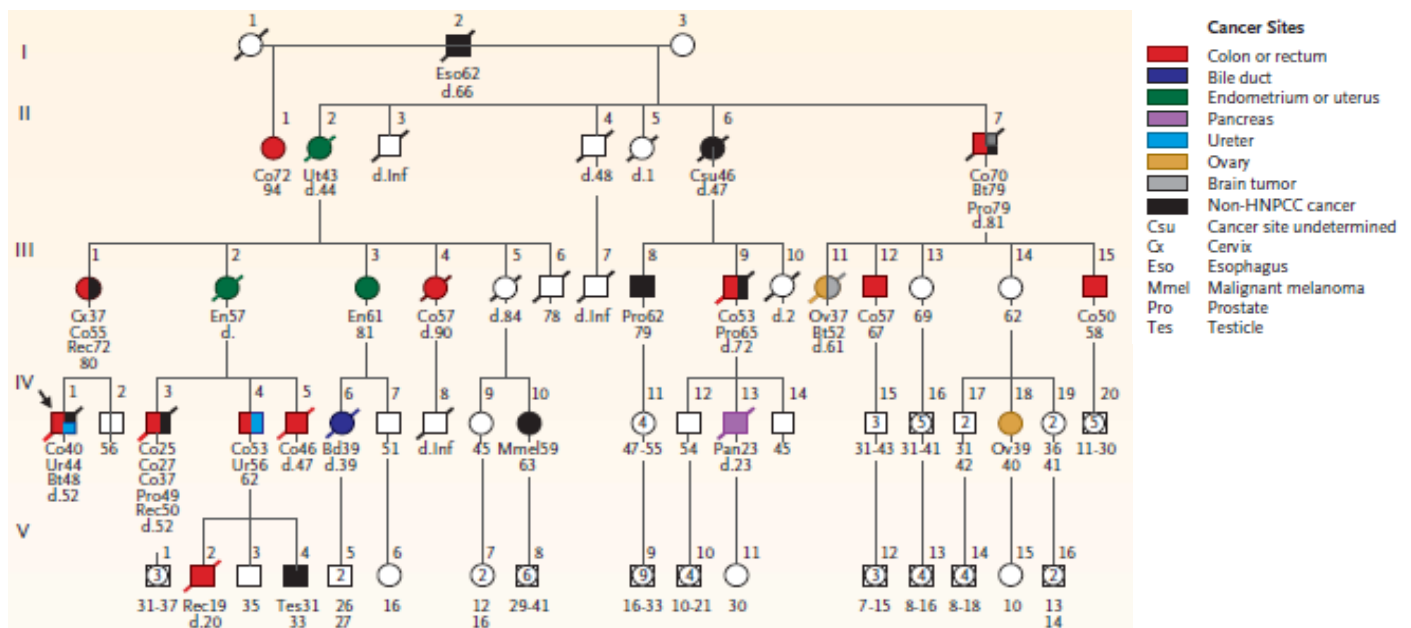 1 2 3
I
Eso62
d.66
II
1 2 3 4 5 6 7
Co72 Ut43 d.Inf d.48 d.1 Csu46 Co70
94 d.44 d.47 Bt79
Pro79
d.81
III
1 2 3 4 5 6 7 8 9 10 11 12 13 14 15
Cx37 En57 En61 Co57 d.84 78 d.Inf Pro62 Co53 d.2 Ov37 Co57 69 62 Co50
Co55 d. 81 d.90 79 Pro65 Bt52 67 58
Rec72 d.72 d.61
80
IV
1 2 3 4 5 6 7 8 9 10 11 12 13 14 15 16 17 18 19 20
4 3 5 2 2 5
Co40 56 Co25 Co53 Co46 Bd39 51 d.Inf 45 Mmel59 47-55 54 Pan23 45 31-43 31-41 31 Ov39 36 11-30
Ur44 Co27 Ur56 d.47 d.39 63 d.23 42 40 41
Bt48 Co37 62
d.52 Pro49
Rec50
d.52
V
1 2 3 4 5 6 7 8 9 10 11 12 13 14 15 16
3 2 2 6 9 4 3 4 4 2
31-37 Rec19 35 Tes31 26 16 12 29-41 16-33 10-21 30 7-15 8-16 8-18 10 13
d.20 33 27 16 14
Cancer Sites
Colon or rectum
Bile duct
Endometrium or uterus
Pancreas
Ureter
Ovary
Brain tumor
Non-HNPCC cancer
Csu Cancer site undetermined
Cx Cervix
Eso Esophagus
Mmel Malignant melanoma
Pro Prostate
Tes Testicle